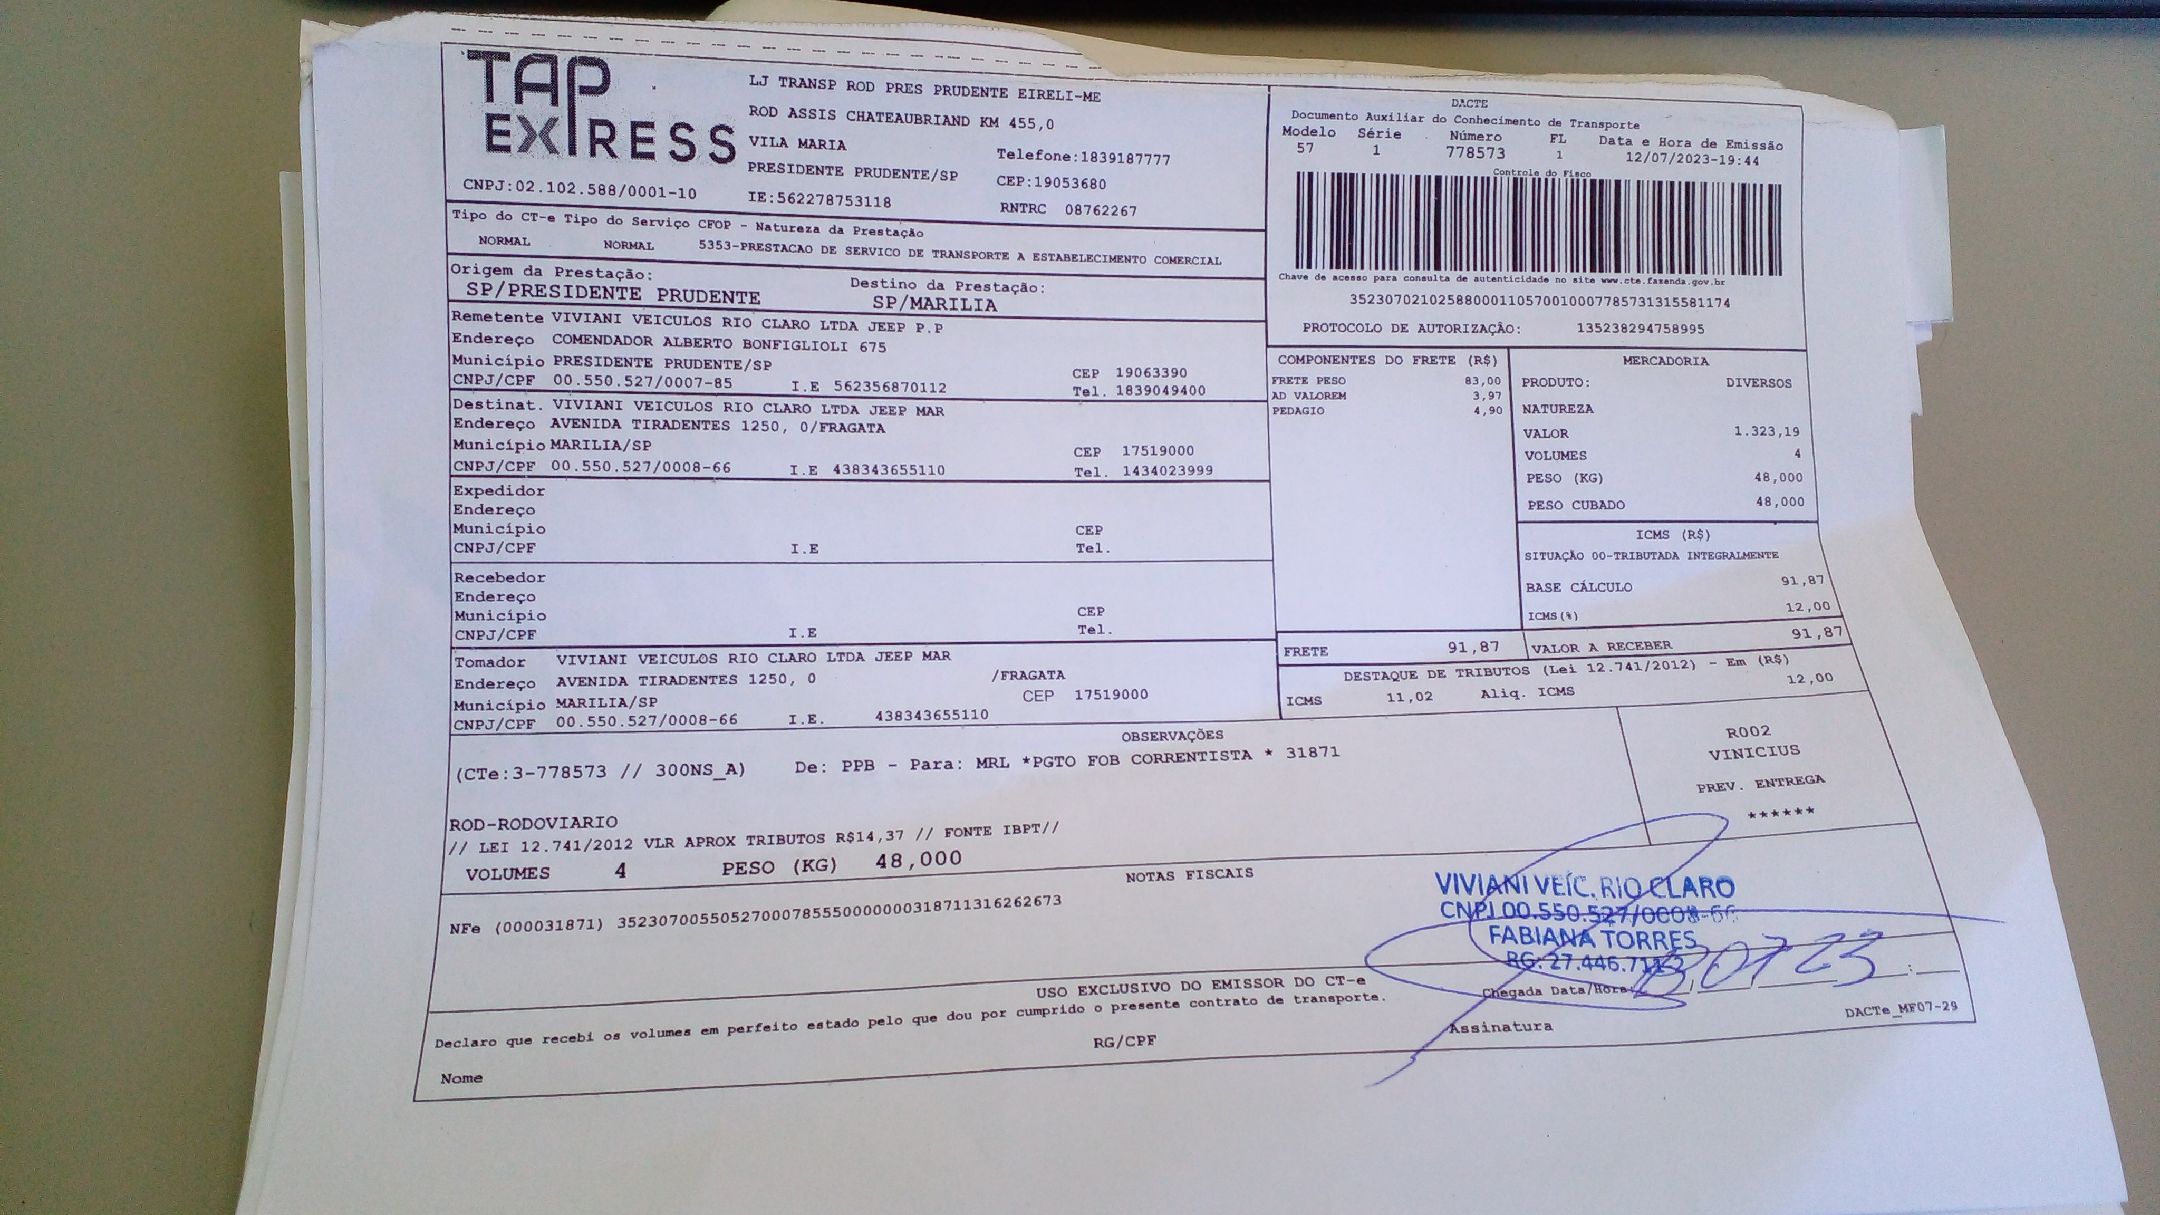 TAP
EXPRESS
CNPJ:02.102.588/0001-10
LJ TRANSP ROD PRES PRUDENTE EIRELI-ME
ROD ASSIS CHATEAUBRIAND KM 455,0
VILA MARIA Telefone:1839187777
PRESIDENTE PRUDENTE/SP CEP:19053680
IE:562278753118 RNTRC 08762267
DACTE
Documento Auxiliar do Conhecimento de Transporte
Modelo Série Número FL Data e Hora de Emissão
57 1 778573 1 12/07/2023-19:44
Controle do Fisco
Chave de acesso para consulta de autenticidade no site www.cte.fazenda.gov.br
35230702102588000110570010007785731315581174
PROTOCOLO DE AUTORIZAÇÃO: 135238294758995
Tipo do CT-e Tipo do Serviço CFOP - Natureza da Prestação
NORMAL NORMAL 5353-PRESTACAO DE SERVICO DE TRANSPORTE A ESTABELECIMENTO COMERCIAL
Origem da Prestação: Destino da Prestação:
SP/PRESIDENTE PRUDENTE SP/MARILIA
Remetente VIVIANI VEICULOS RIO CLARO LTDA JEEP P.P
Endereço COMENDADOR ALBERTO BONFIGLIOLI 675
Município PRESIDENTE PRUDENTE/SP CEP 19063390
CNPJ/CPF 00.550.527/0007-85 I.E 562356870112 Tel. 1839049400
Destinat. VIVIANI VEICULOS RIO CLARO LTDA JEEP MAR
Endereço AVENIDA TIRADENTES 1250, 0/FRAGATA
Município MARILIA/SP CEP 17519000
CNPJ/CPF 00.550.527/0008-66 I.E 438343655110 Tel. 1434023999
Expedidor
Endereço
Município CEP
CNPJ/CPF I.E Tel.
Recebedor
Endereço
Município CEP
CNPJ/CPF I.E Tel.
Tomador VIVIANI VEICULOS RIO CLARO LTDA JEEP MAR
Endereço AVENIDA TIRADENTES 1250, 0 /FRAGATA
Município MARILIA/SP CEP 17519000
CNPJ/CPF 00.550.527/0008-66 I.E. 438343655110
COMPONENTES DO FRETE (R$)
FRETE PESO 83,00
AD VALOREM 3,97
PEDAGIO 4,90
MERCADORIA
PRODUTO: DIVERSOS
NATUREZA
VALOR 1.323,19
VOLUMES 4
PESO (KG) 48,000
PESO CUBADO 48,000
ICMS (R$)
SITUAÇÃO 00-TRIBUTADA INTEGRALMENTE
BASE CÁLCULO 91,87
ICMS(%) 12,00
FRETE 91,87 VALOR A RECEBER 91,87
DESTAQUE DE TRIBUTOS (Lei 12.741/2012) - Em (R$)
ICMS 11,02 Aliq. ICMS 12,00
OBSERVAÇÕES
(CTe:3-778573 // 300NS_A) De: PPB - Para: MRL *PGTO FOB CORRENTISTA * 31871
ROD-RODOVIARIO
// LEI 12.741/2012 VLR APROX TRIBUTOS R$14,37 // FONTE IBPT//
VOLUMES 4 PESO (KG) 48,000
R002
VINICIUS
PREV. ENTREGA
******
NOTAS FISCAIS
NFe (000031871) 35230700550527000785550000000318711316262673
VIVIANI VEÍC. RIO CLARO
CNPJ 00.550.527/0008-66
FABIANA TORRES
RG: 27.446.711-2
13 07 23
USO EXCLUSIVO DO EMISSOR DO CT-e
Declaro que recebi os volumes em perfeito estado pelo que dou por cumprido o presente contrato de transporte.
Chegada Data/Hora:
Nome RG/CPF Assinatura
DACTe_MF07-29